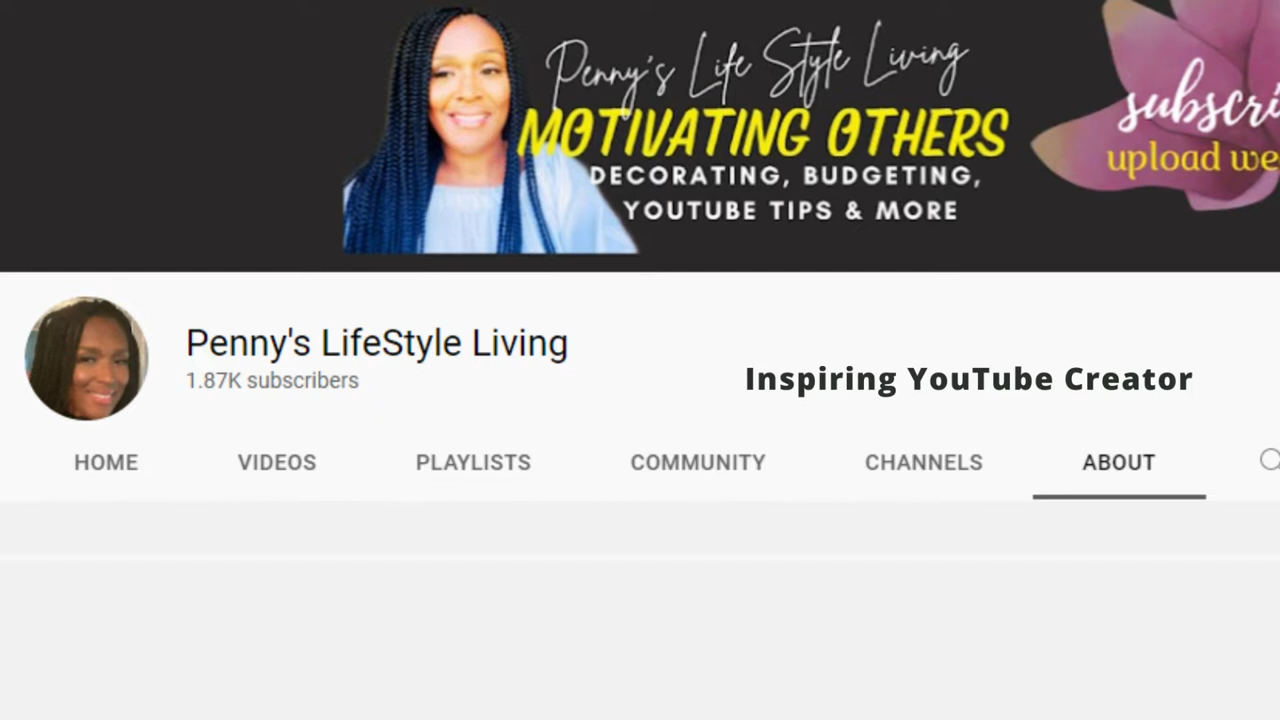 Penny's Life Style Living
MOTIVATING OTHERS
DECORATING, BUDGETING,
YOUTUBE TIPS & MORE
upload
Penny's LifeStyle Living
1.87K subscribers
Inspiring YouTube Creator
HOME VIDEOS PLAYLISTS COMMUNITY CHANNELS ABOUT